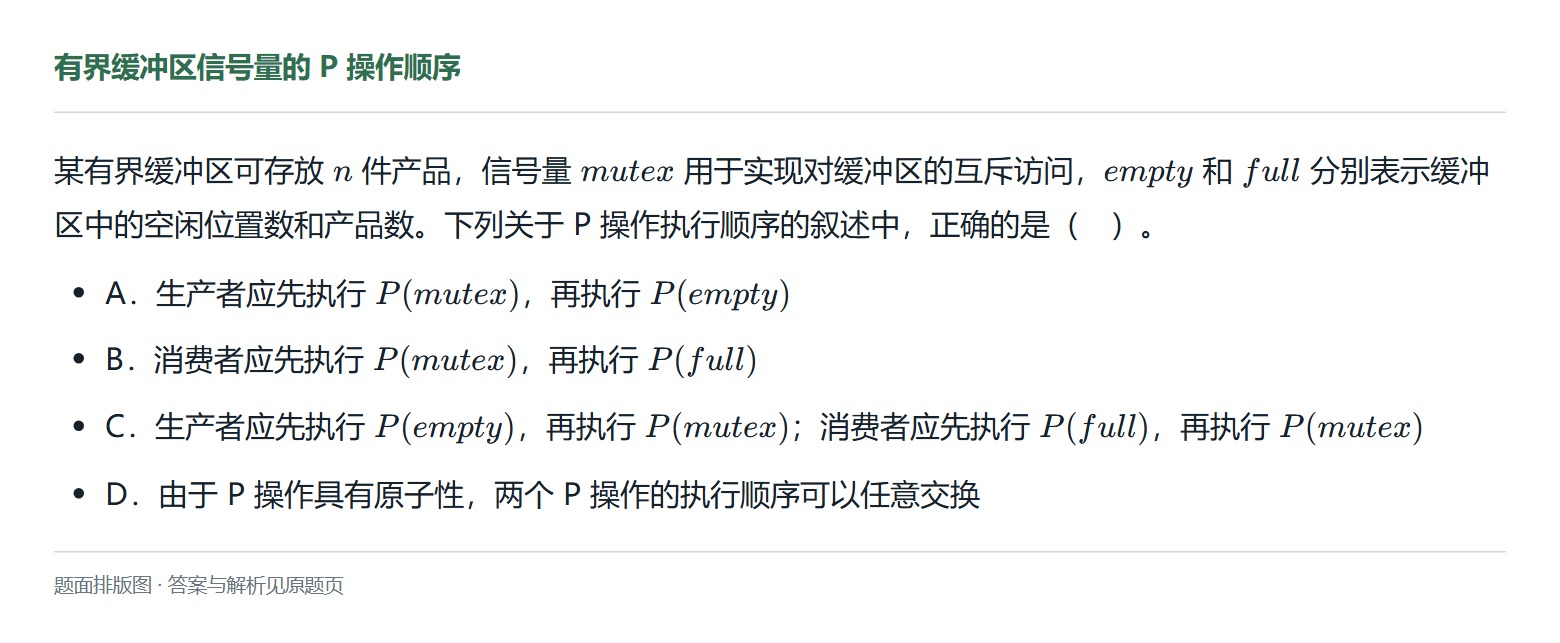 有界缓冲区信号量的 P 操作顺序
某有界缓冲区可存放 n 件产品，信号量 mutex 用于实现对缓冲区的互斥访问，empty 和 full 分别表示缓冲
区中的空闲位置数和产品数。下列关于 P 操作执行顺序的叙述中，正确的是（　）。
• A．生产者应先执行 P(mutex)，再执行 P(empty)
• B．消费者应先执行 P(mutex)，再执行 P(full)
• C．生产者应先执行 P(empty)，再执行 P(mutex)；消费者应先执行 P(full)，再执行 P(mutex)
• D．由于 P 操作具有原子性，两个 P 操作的执行顺序可以任意交换
题面排版图 · 答案与解析见原题页